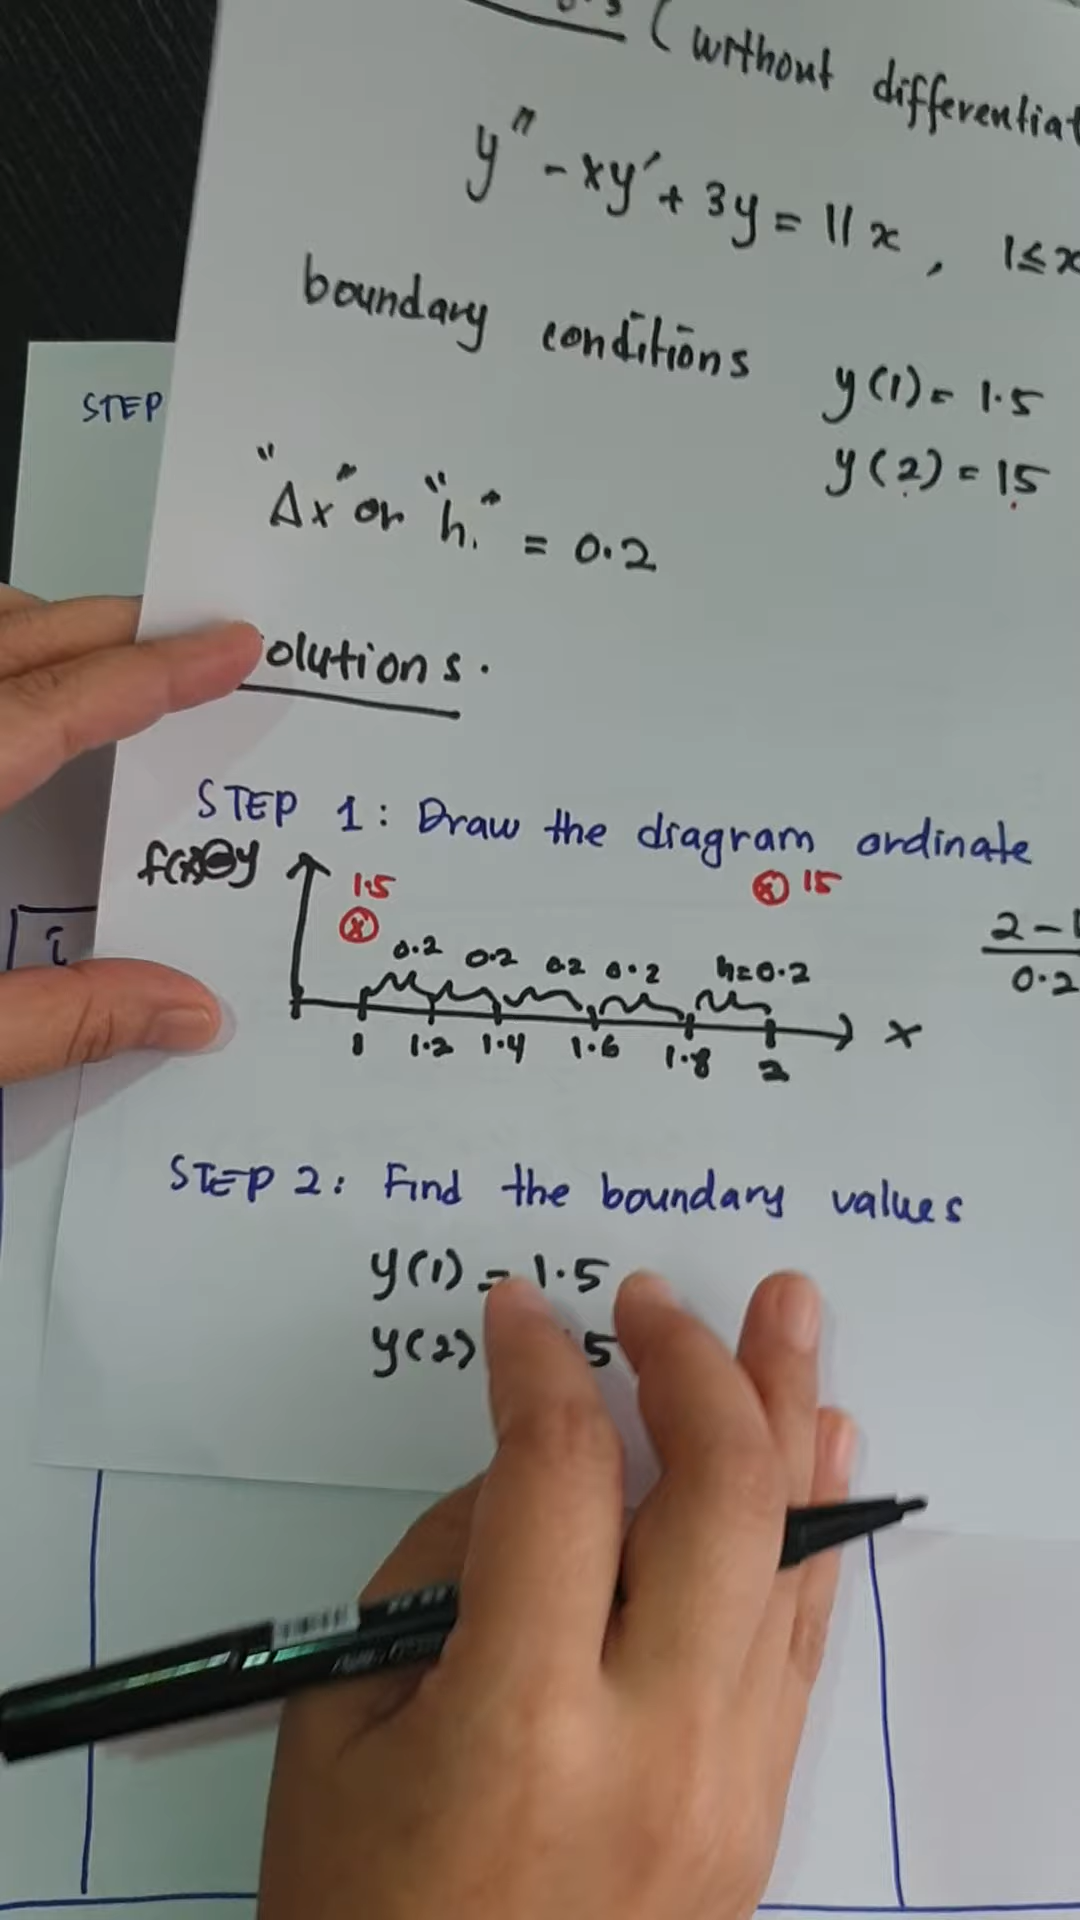 (without differentiat
y" - xy' + 3y = 11x, 1≤x
boundary conditions y(1) = 1.5
y(2) = 15
STEP
"Δx" or "h." = 0.2
olutions.
STEP 1: Draw the diagram ordinate
f(x) y
1.5 15
0.2 0.2 0.2 0.2 h=0.2
2-1
0.2
x
1 1.2 1.4 1.6 1.8 2
i
STEP 2: Find the boundary values
y(1) = 1.5
y(2) 5